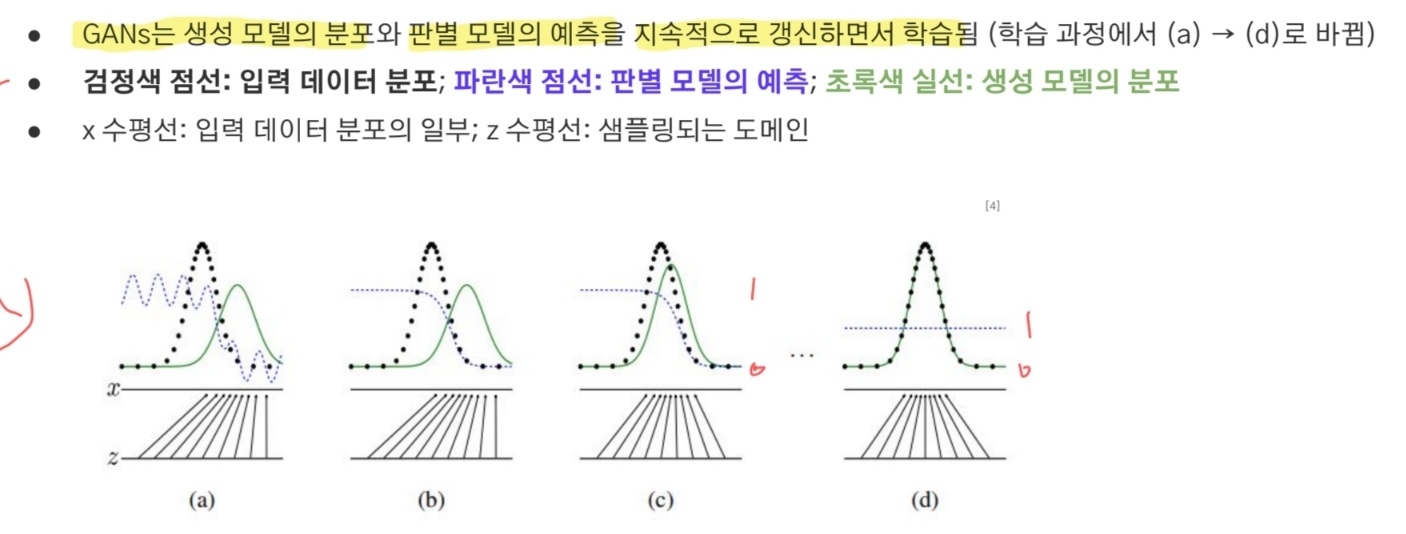 ● GANs는 생성 모델의 분포와 판별 모델의 예측을 지속적으로 갱신하면서 학습됨 (학습 과정에서 (a) → (d)로 바뀜)
● 검정색 점선: 입력 데이터 분포; 파란색 점선: 판별 모델의 예측; 초록색 실선: 생성 모델의 분포
● x 수평선: 입력 데이터 분포의 일부; z 수평선: 샘플링되는 도메인
[4]
1
1
...
0
0
x
z
(a) (b) (c) (d)